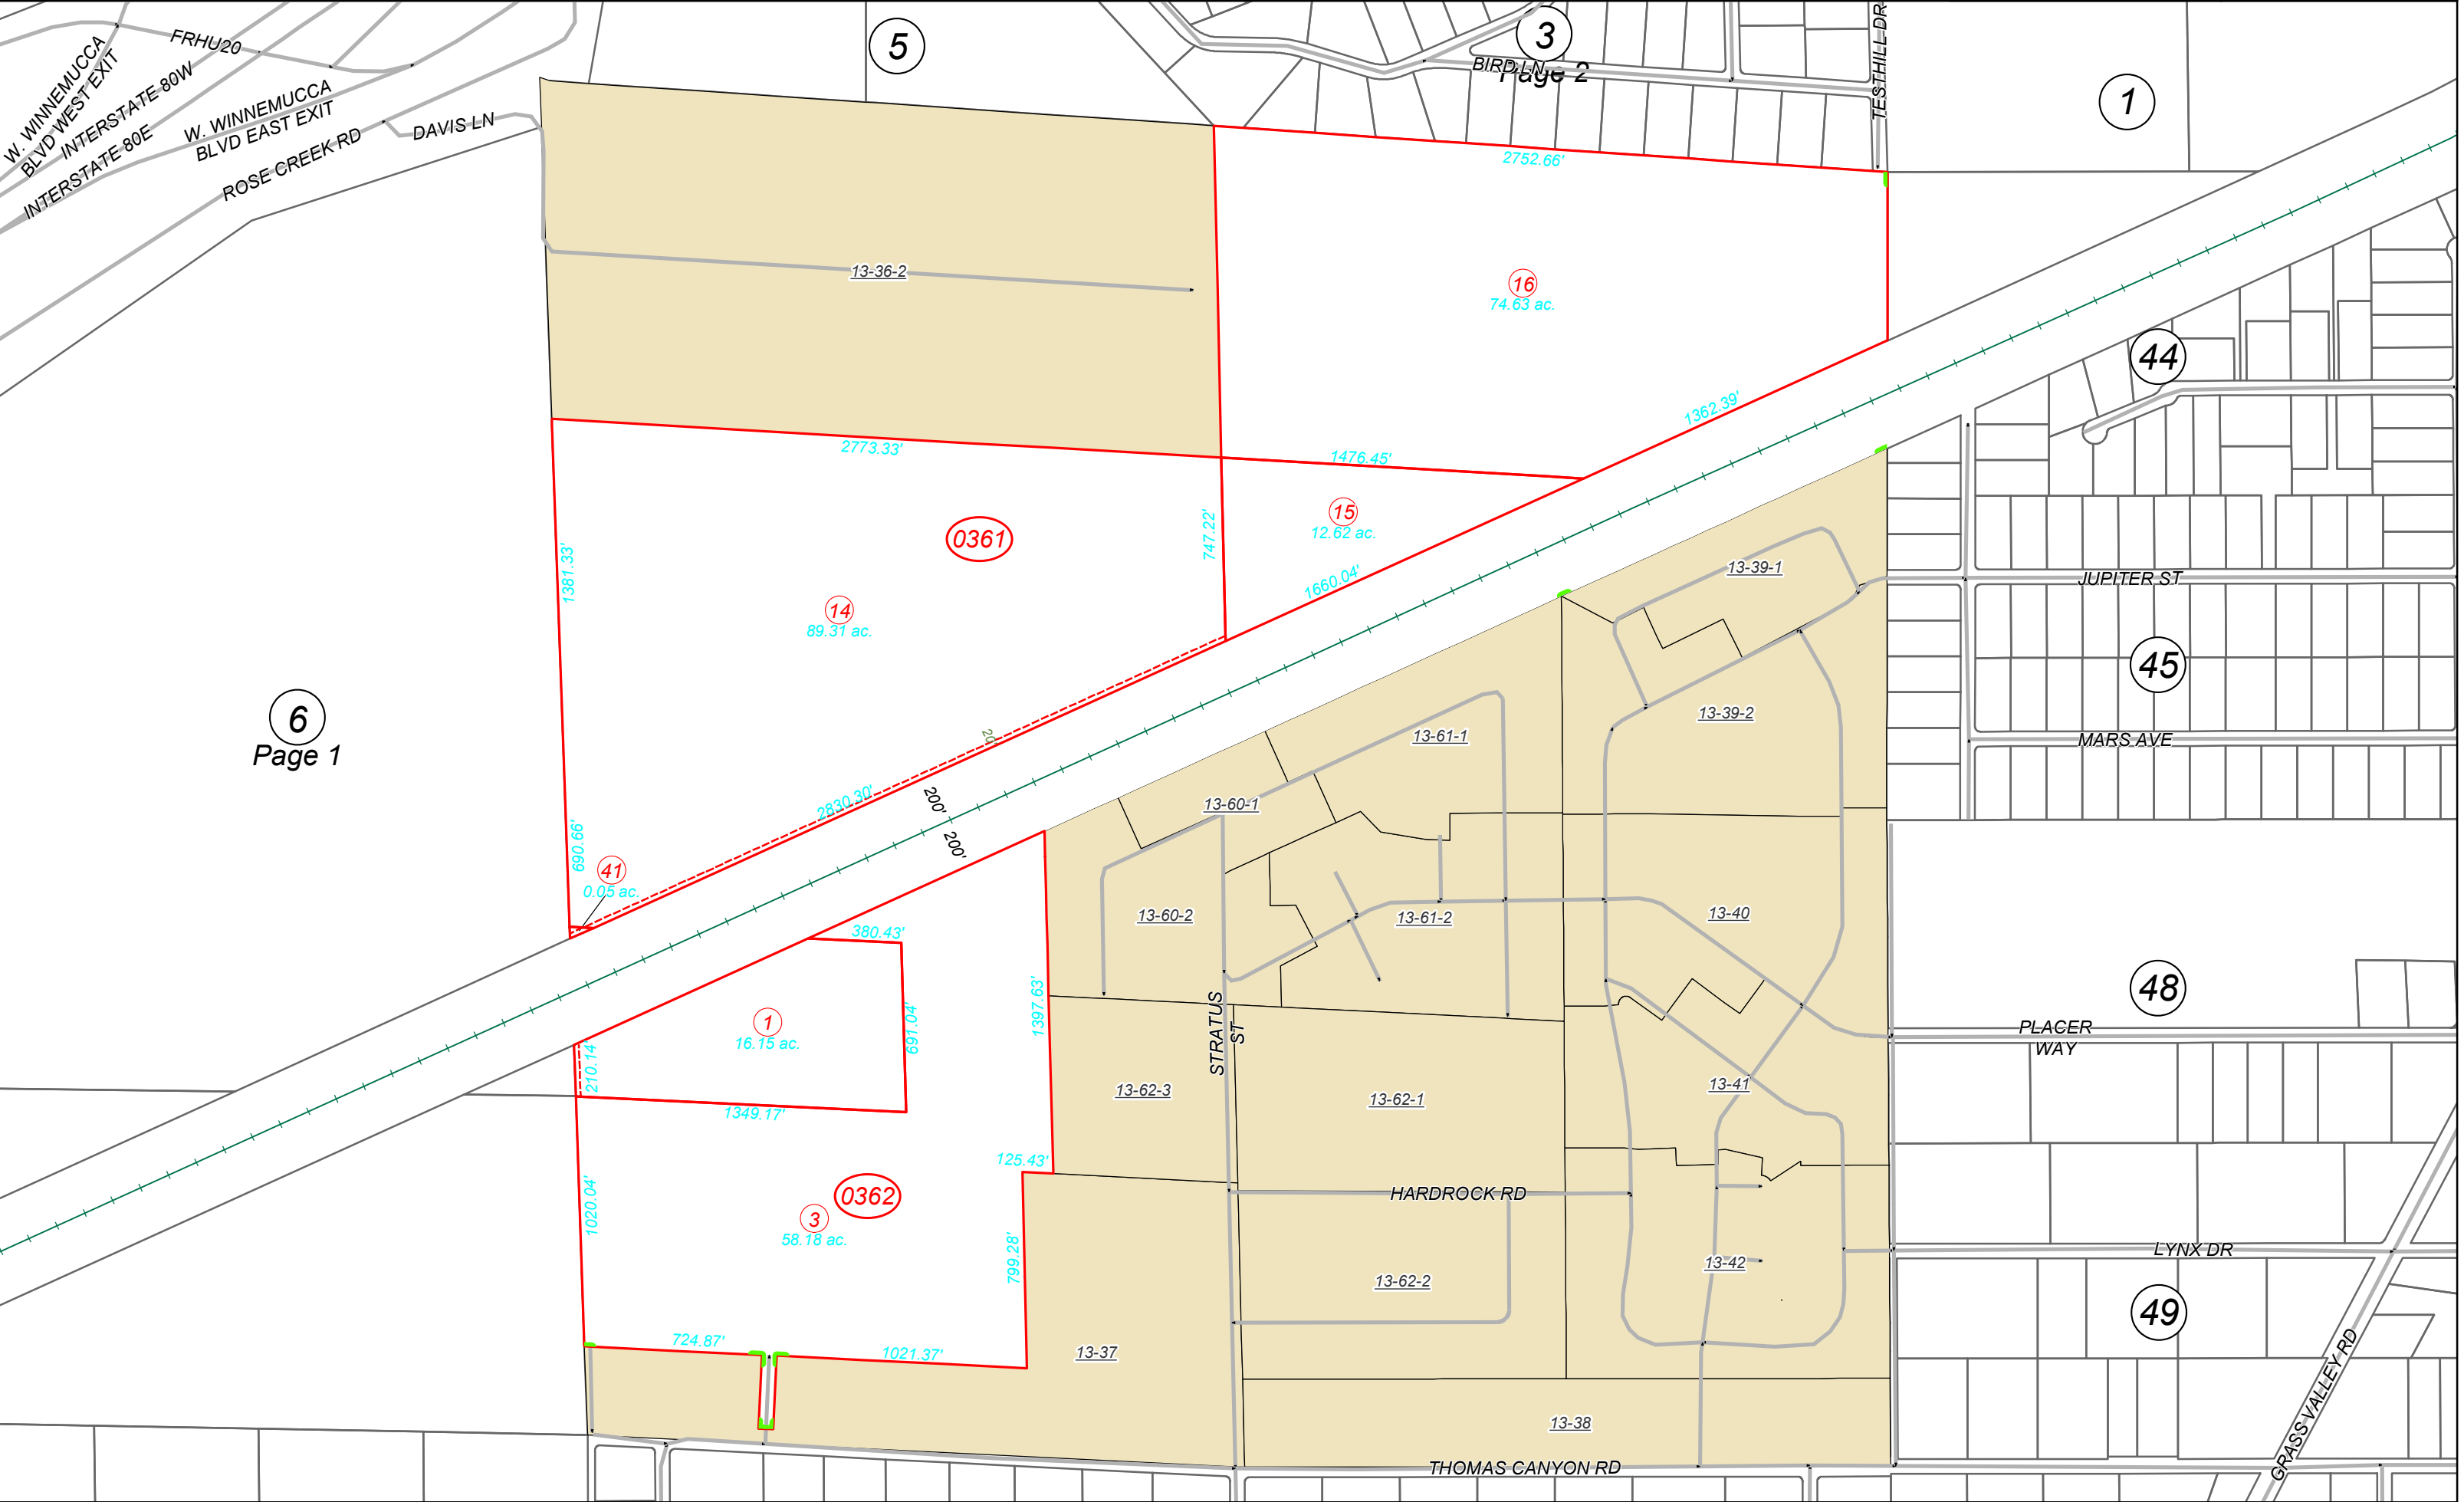 5
3
Page 2
BIRD LN
TESTHILL DR
1
FRHU20
W. WINNEMUCCA
BLVD WEST EXIT
INTERSTATE 80W
INTERSTATE 80E
W. WINNEMUCCA
BLVD EAST EXIT
ROSE CREEK RD
DAVIS LN
2752.66'
13-36-2
16
74.63 ac.
1362.39'
44
2773.33'
1476.45'
0361
15
12.62 ac.
747.22'
1660.04'
1381.33'
14
89.31 ac.
13-39-1
JUPITER ST
45
6
Page 1
20'
13-61-1
13-39-2
MARS AVE
2830.30'
200'
200'
13-60-1
690.66'
41
0.05 ac.
380.43'
13-60-2
13-61-2
13-40
48
1
16.15 ac.
691.04'
1397.63'
STRATUS
ST
PLACER
WAY
210.14
1349.17'
13-62-3
13-62-1
13-41
125.43'
0362
3
58.18 ac.
1020.04'
799.28'
HARDROCK RD
LYNX DR
13-62-2
13-42
49
724.87'
1021.37'
13-37
GRASS VALLEY RD
13-38
THOMAS CANYON RD